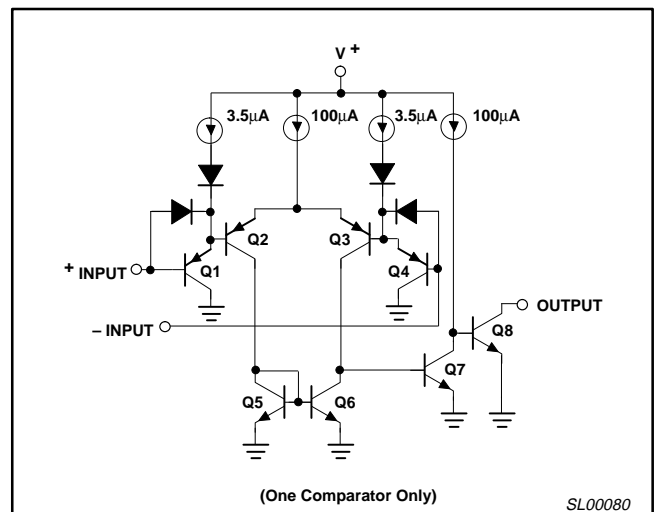 V +
3.5μA 100μA 3.5μA 100μA
Q2 Q3
+ INPUT Q1 Q4
OUTPUT
– INPUT Q8
Q7
Q5 Q6
(One Comparator Only)
SL00080